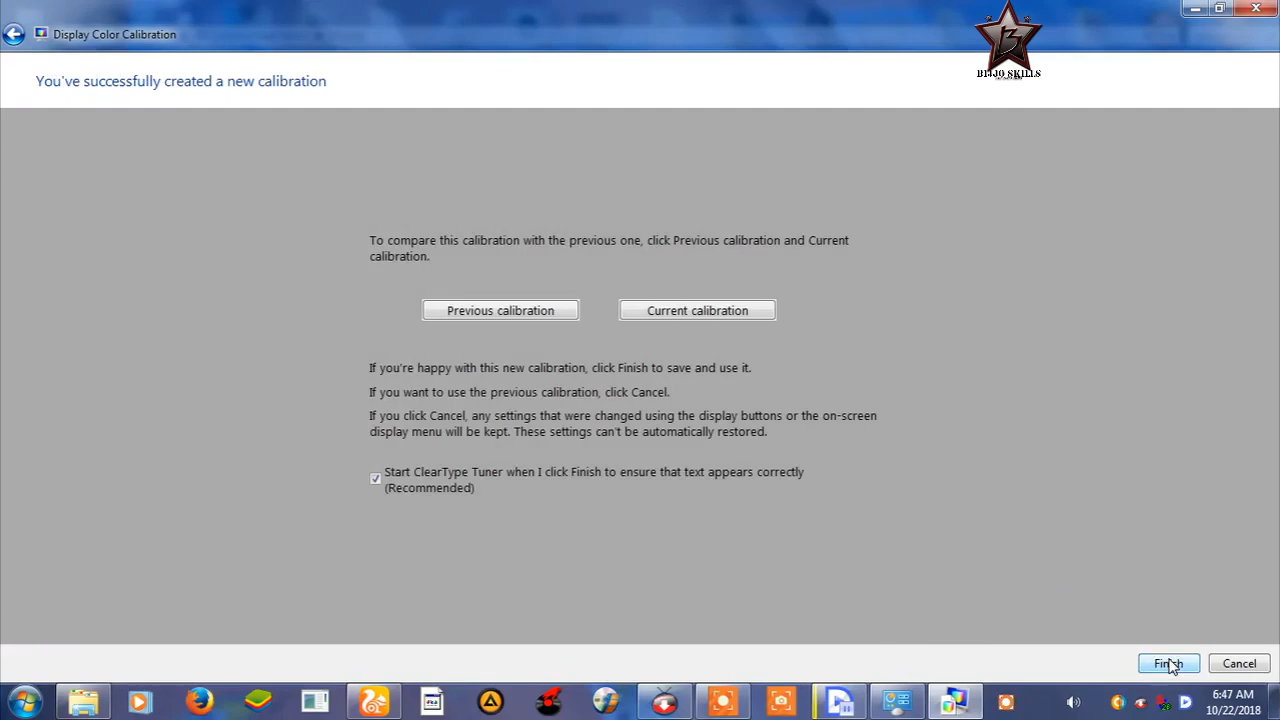 Display Color Calibration
BIJJO SKILLS
You've successfully created a new calibration
To compare this calibration with the previous one, click Previous calibration and Current
calibration.
Previous calibration
Current calibration
If you're happy with this new calibration, click Finish to save and use it.
If you want to use the previous calibration, click Cancel.
If you click Cancel, any settings that were changed using the display buttons or the on-screen
display menu will be kept. These settings can't be automatically restored.
Start ClearType Tuner when I click Finish to ensure that text appears correctly
(Recommended)
Finish
Cancel
6:47 AM
10/22/2018